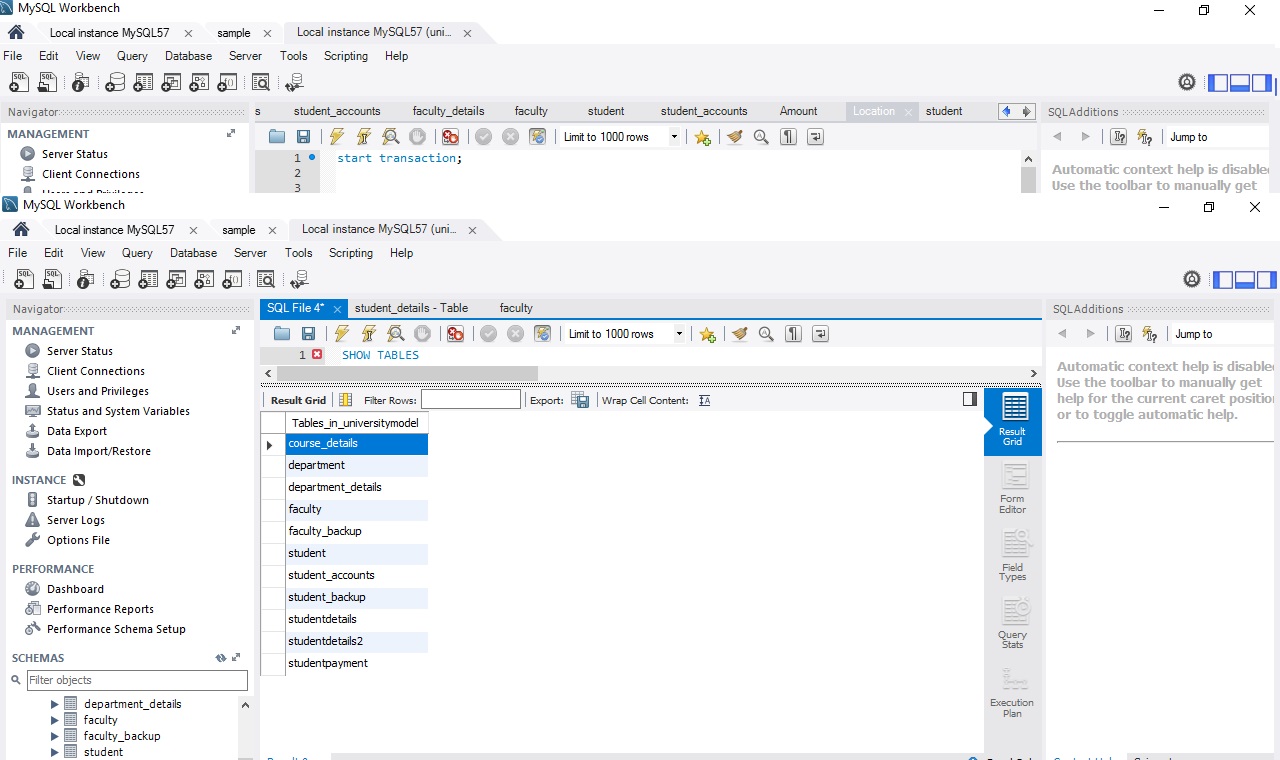 MySQL Workbench
Local instance MySQL57 sample Local instance MySQL57 (uni...
File Edit View Query Database Server Tools Scripting Help
Navigator s student_accounts faculty_details faculty student student_accounts Amount Location student SQLAdditions
MANAGEMENT Limit to 1000 rows Jump to
Server Status 1 start transaction;
Client Connections 2 Automatic context help is disable
Users and Privileges 3 Use the toolbar to manually get
MySQL Workbench
Local instance MySQL57 sample Local instance MySQL57 (uni...
File Edit View Query Database Server Tools Scripting Help
Navigator SQL File 4* student_details - Table faculty SQLAdditions
MANAGEMENT Limit to 1000 rows Jump to
Server Status 1 SHOW TABLES
Client Connections Automatic context help is disable
Users and Privileges Use the toolbar to manually get
help for the current caret positio
Status and System Variables Result Grid Filter Rows: Export: Wrap Cell Content: or to toggle automatic help.
Data Export Tables_in_universitymodel Result
Data Import/Restore course_details Grid
department
INSTANCE department_details Form
Startup / Shutdown faculty Editor
Server Logs faculty_backup
Options File student
PERFORMANCE student_accounts Field
Dashboard student_backup Types
Performance Reports studentdetails
Performance Schema Setup studentdetails2 Query
SCHEMAS studentpayment Stats
Filter objects
department_details Execution
faculty Plan
faculty_backup
student